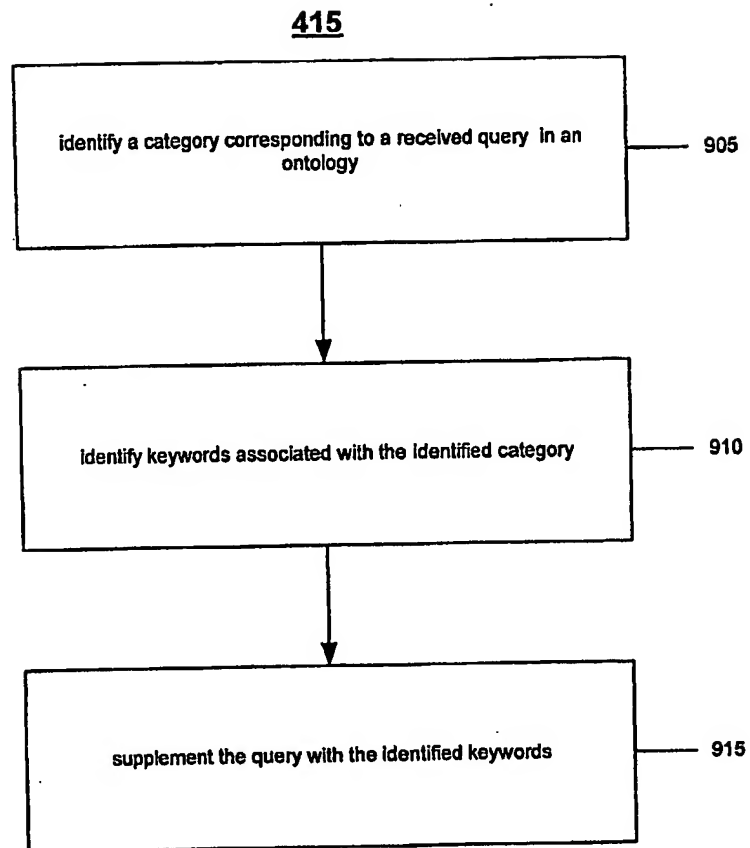 415
identify a category corresponding to a received query in an
ontology
905
identify keywords associated with the identified category
910
supplement the query with the identified keywords
915